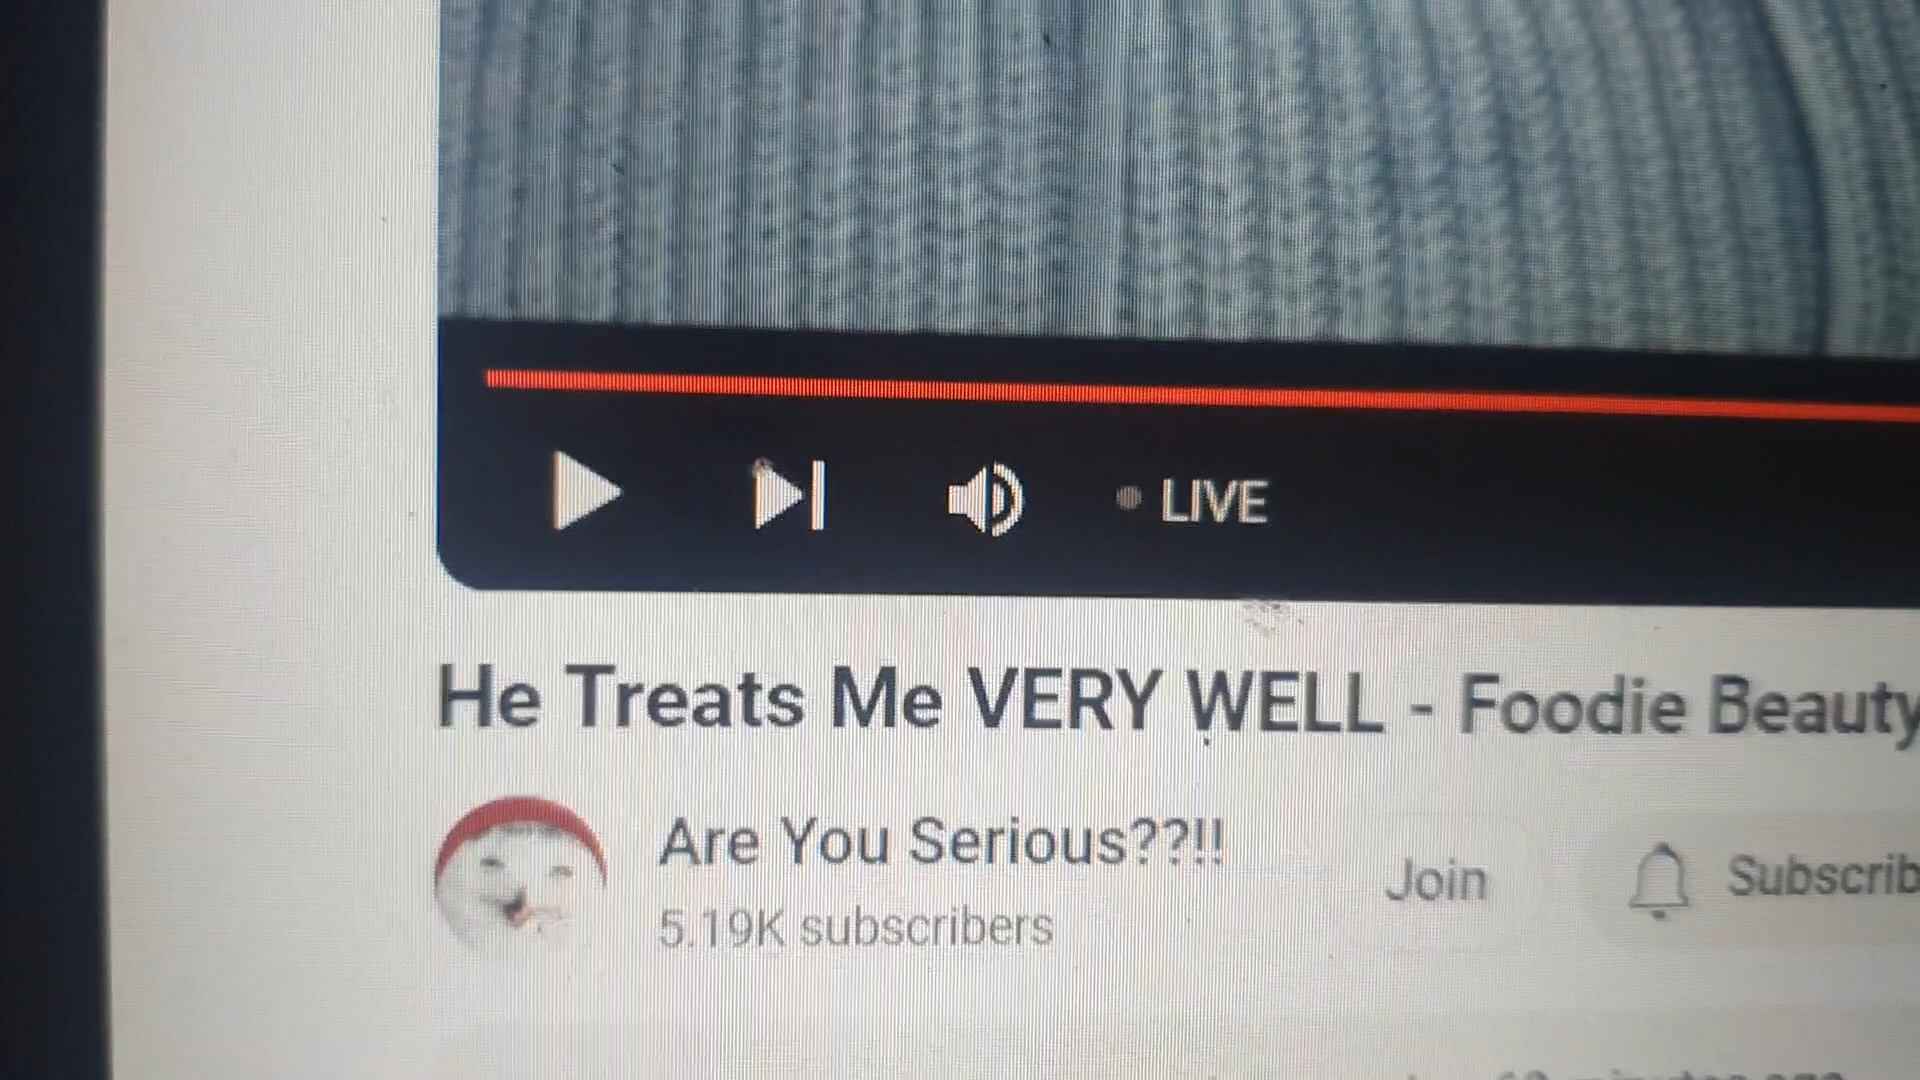 LIVE
He Treats Me VERY WELL - Foodie Beauty
Are You Serious??!!
5.19K subscribers
Join
Subscrib